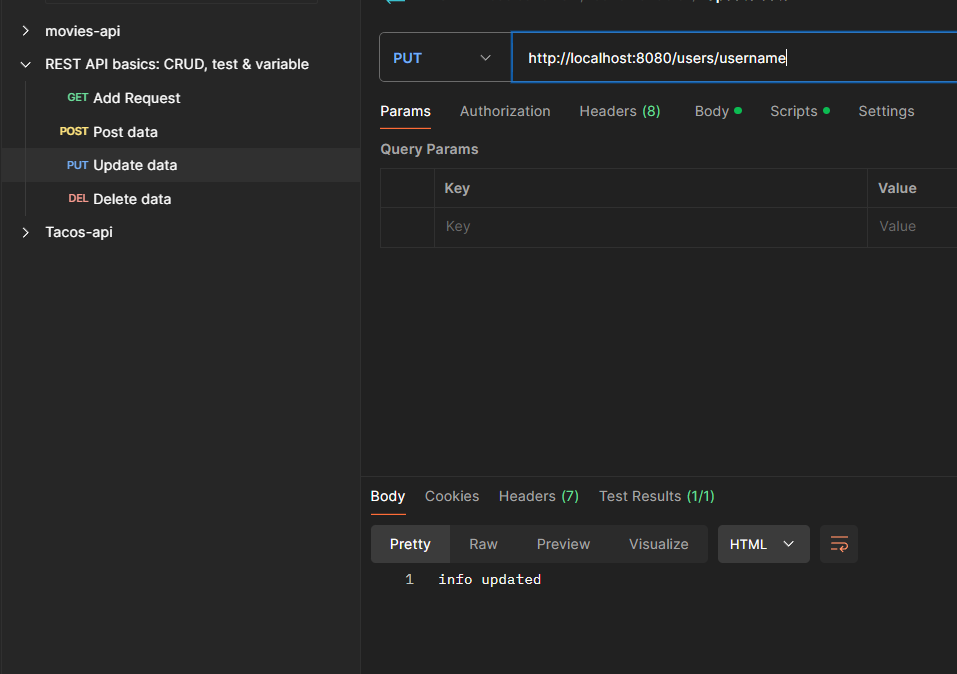 movies-api
REST API basics: CRUD, test & variable
GET Add Request
POST Post data
PUT Update data
DEL Delete data
Tacos-api
PUT
http://localhost:8080/users/username
Params Authorization Headers (8) Body Scripts Settings
Query Params
Key Value
Key Value
Body Cookies Headers (7) Test Results (1/1)
Pretty Raw Preview Visualize HTML
1 info updated